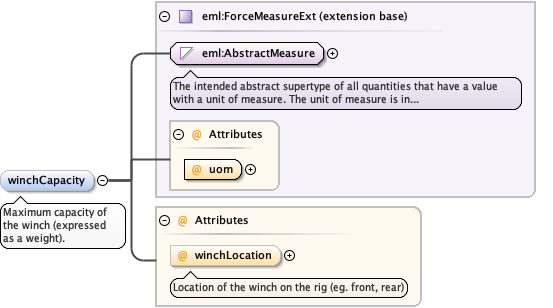 eml:ForceMeasureExt (extension base)
eml:AbstractMeasure
The intended abstract supertype of all quantities that have a value
with a unit of measure. The unit of measure is in...
@ Attributes
@ uom
winchCapacity
Maximum capacity of
the winch (expressed
as a weight).
@ Attributes
@ winchLocation
Location of the winch on the rig (eg. front, rear)